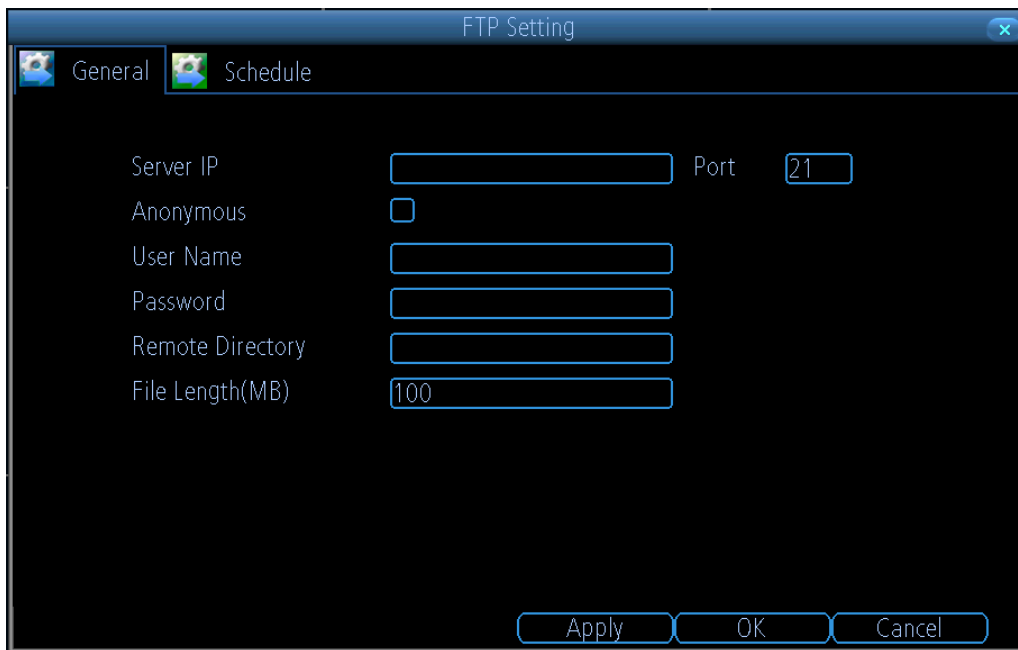 FTP Setting
General Schedule
Server IP Port 21
Anonymous
User Name
Password
Remote Directory
File Length(MB) 100
Apply OK Cancel